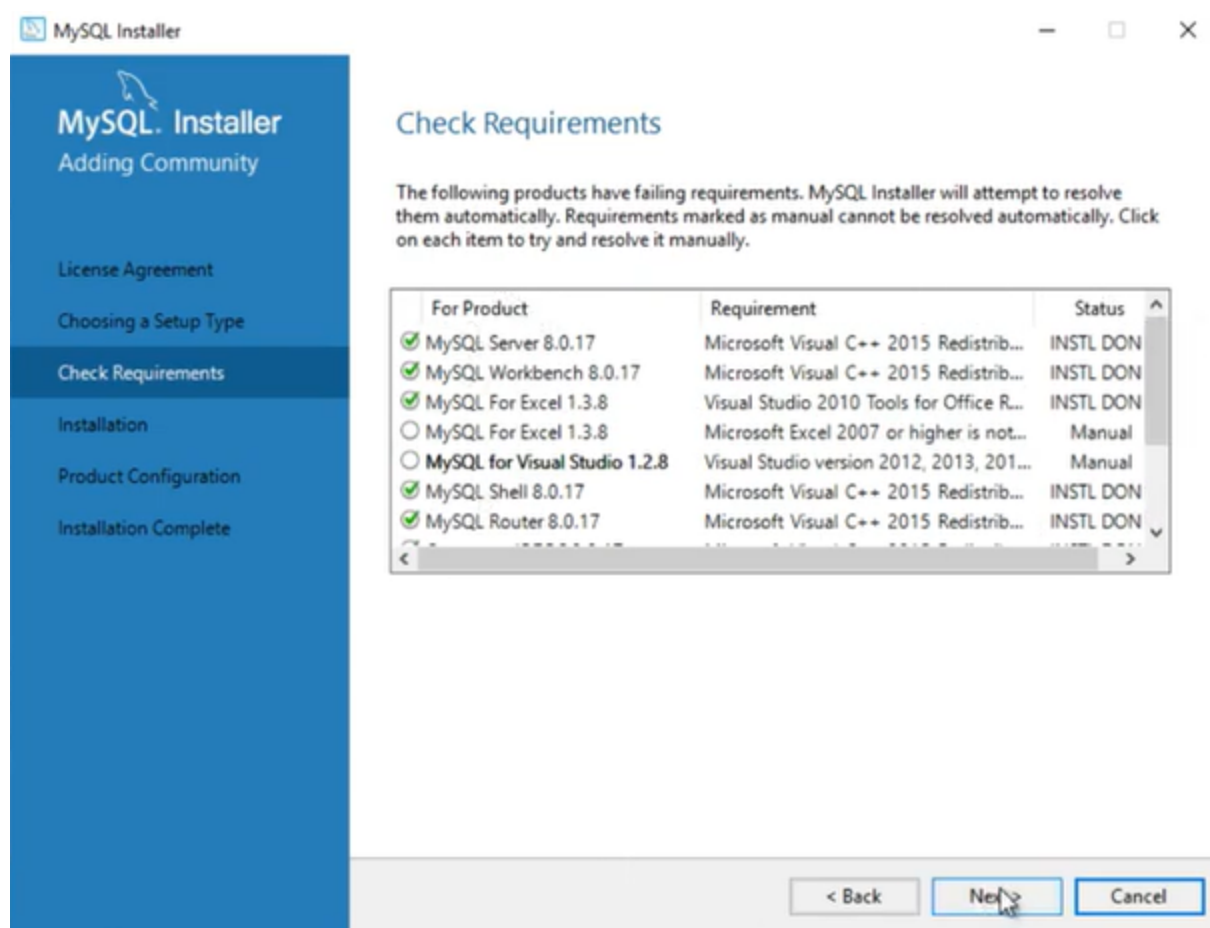 MySQL Installer
MySQL. Installer
Adding Community
License Agreement
Choosing a Setup Type
Check Requirements
Installation
Product Configuration
Installation Complete
Check Requirements
The following products have failing requirements. MySQL Installer will attempt to resolve
them automatically. Requirements marked as manual cannot be resolved automatically. Click
on each item to try and resolve it manually.
For Product Requirement Status
MySQL Server 8.0.17 Microsoft Visual C++ 2015 Redistrib... INSTL DON
MySQL Workbench 8.0.17 Microsoft Visual C++ 2015 Redistrib... INSTL DON
MySQL For Excel 1.3.8 Visual Studio 2010 Tools for Office R... INSTL DON
MySQL For Excel 1.3.8 Microsoft Excel 2007 or higher is not... Manual
MySQL for Visual Studio 1.2.8 Visual Studio version 2012, 2013, 201... Manual
MySQL Shell 8.0.17 Microsoft Visual C++ 2015 Redistrib... INSTL DON
MySQL Router 8.0.17 Microsoft Visual C++ 2015 Redistrib... INSTL DON
< Back Next > Cancel